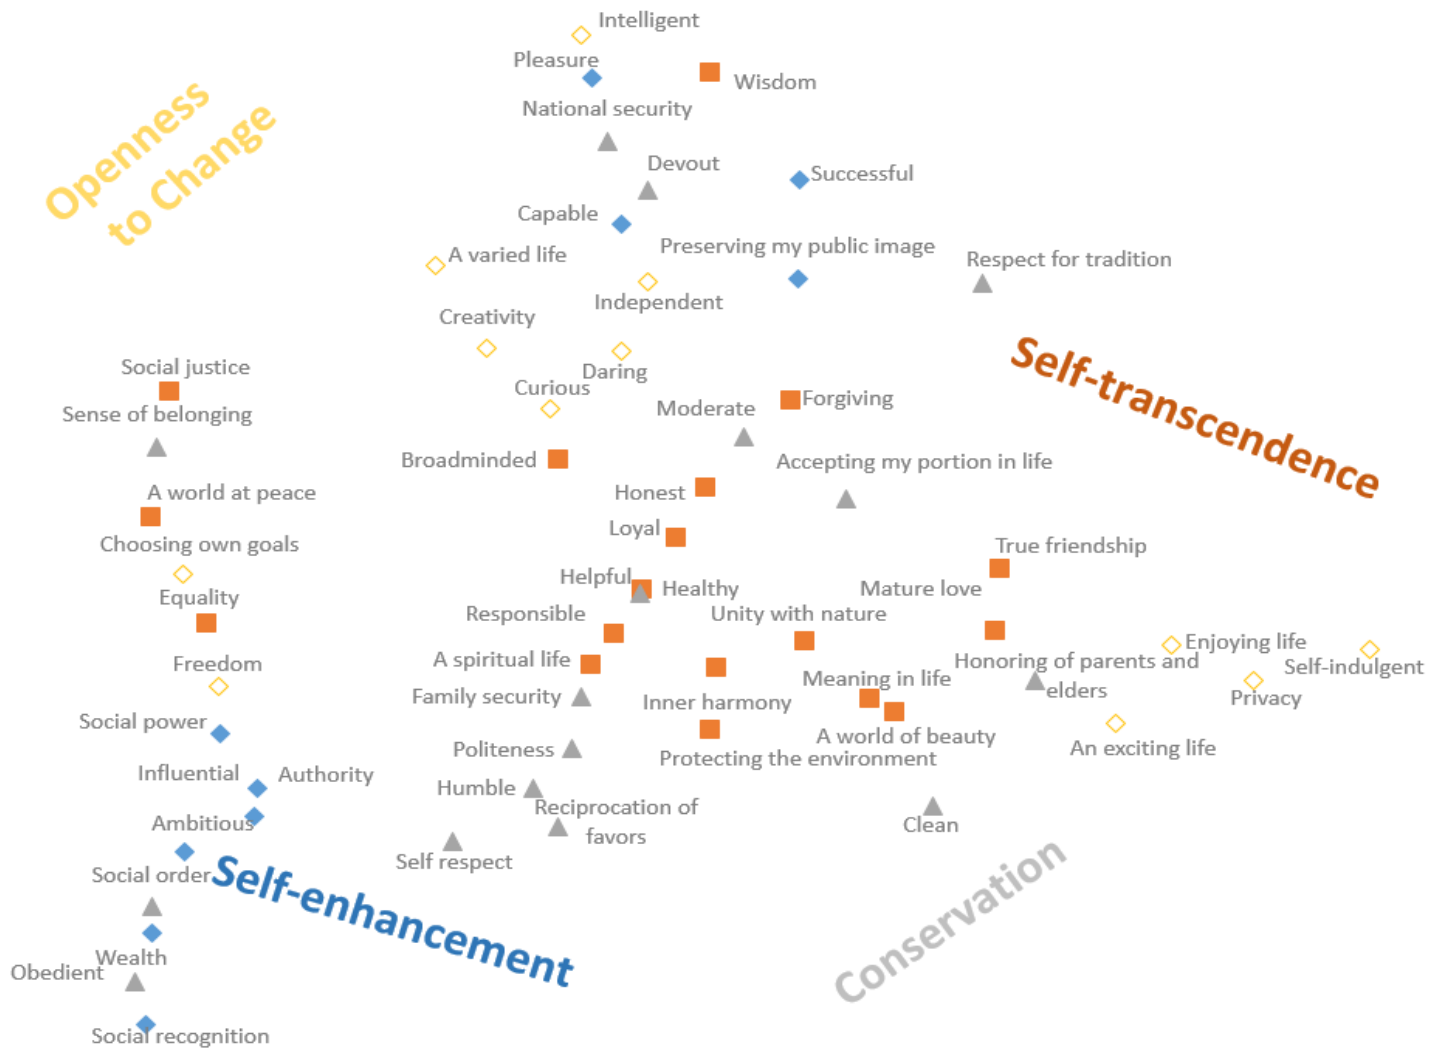 Intelligent
Pleasure
Wisdom
National security
Devout
Successful
Capable
Preserving my public image
A varied life
Respect for tradition
Independent
Creativity
Openness
to Change
Social justice
Daring
Curious
Forgiving
Moderate
Sense of belonging
Self-transcendence
Broadminded
Accepting my portion in life
A world at peace
Honest
Loyal
Choosing own goals
True friendship
Helpful
Healthy
Mature love
Equality
Responsible
Unity with nature
Enjoying life
A spiritual life
Freedom
Honoring of parents and
elders
Self-indulgent
Meaning in life
Family security
Privacy
Inner harmony
Social power
A world of beauty
Politeness
An exciting life
Protecting the environment
Influential
Authority
Humble
Reciprocation of
favors
Ambitious
Clean
Self respect
Social order
Self-enhancement
Conservation
Wealth
Obedient
Social recognition